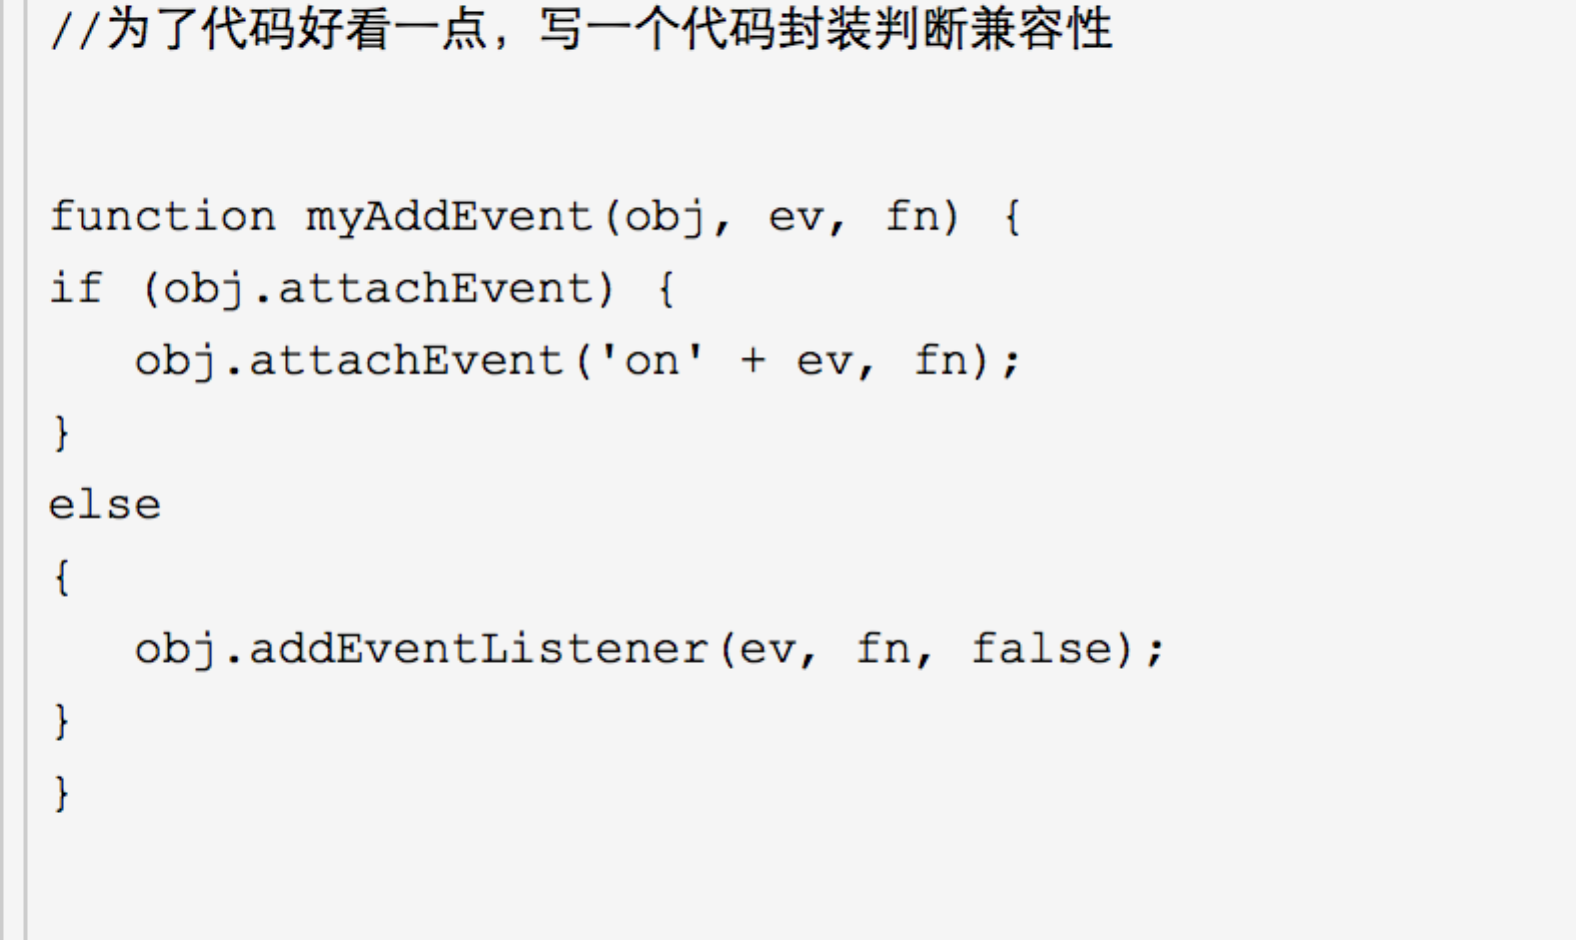 //为了代码好看一点，写一个代码封装判断兼容性
function myAddEvent(obj, ev, fn) {
if (obj.attachEvent) {
obj.attachEvent('on' + ev, fn);
}
else
{
obj.addEventListener(ev, fn, false);
}
}